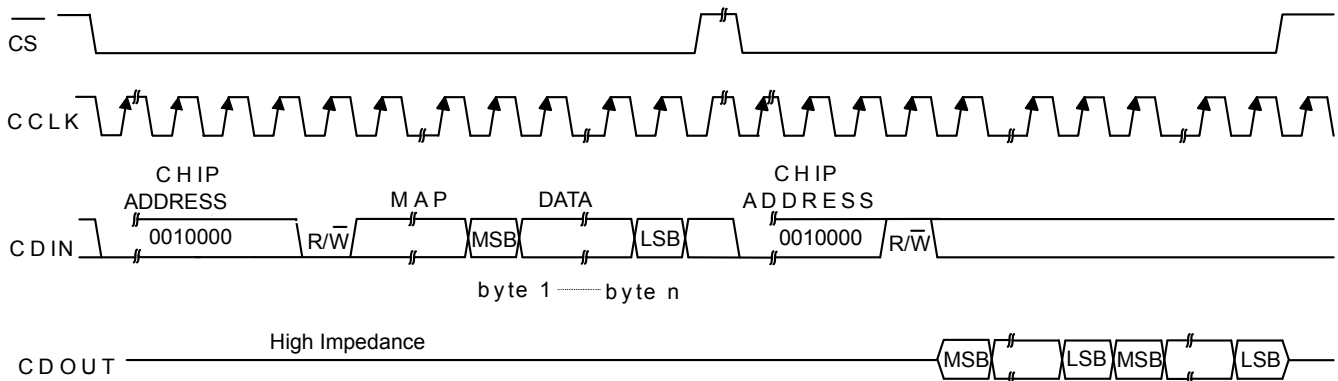 CS
CCLK
CHIP
ADDRESS
MAP
DATA
CHIP
ADDRESS
CDIN
0010000
R/W
MSB
LSB
0010000
R/W
byte 1
byte n
High Impedance
CDOUT
MSB
LSB
MSB
LSB